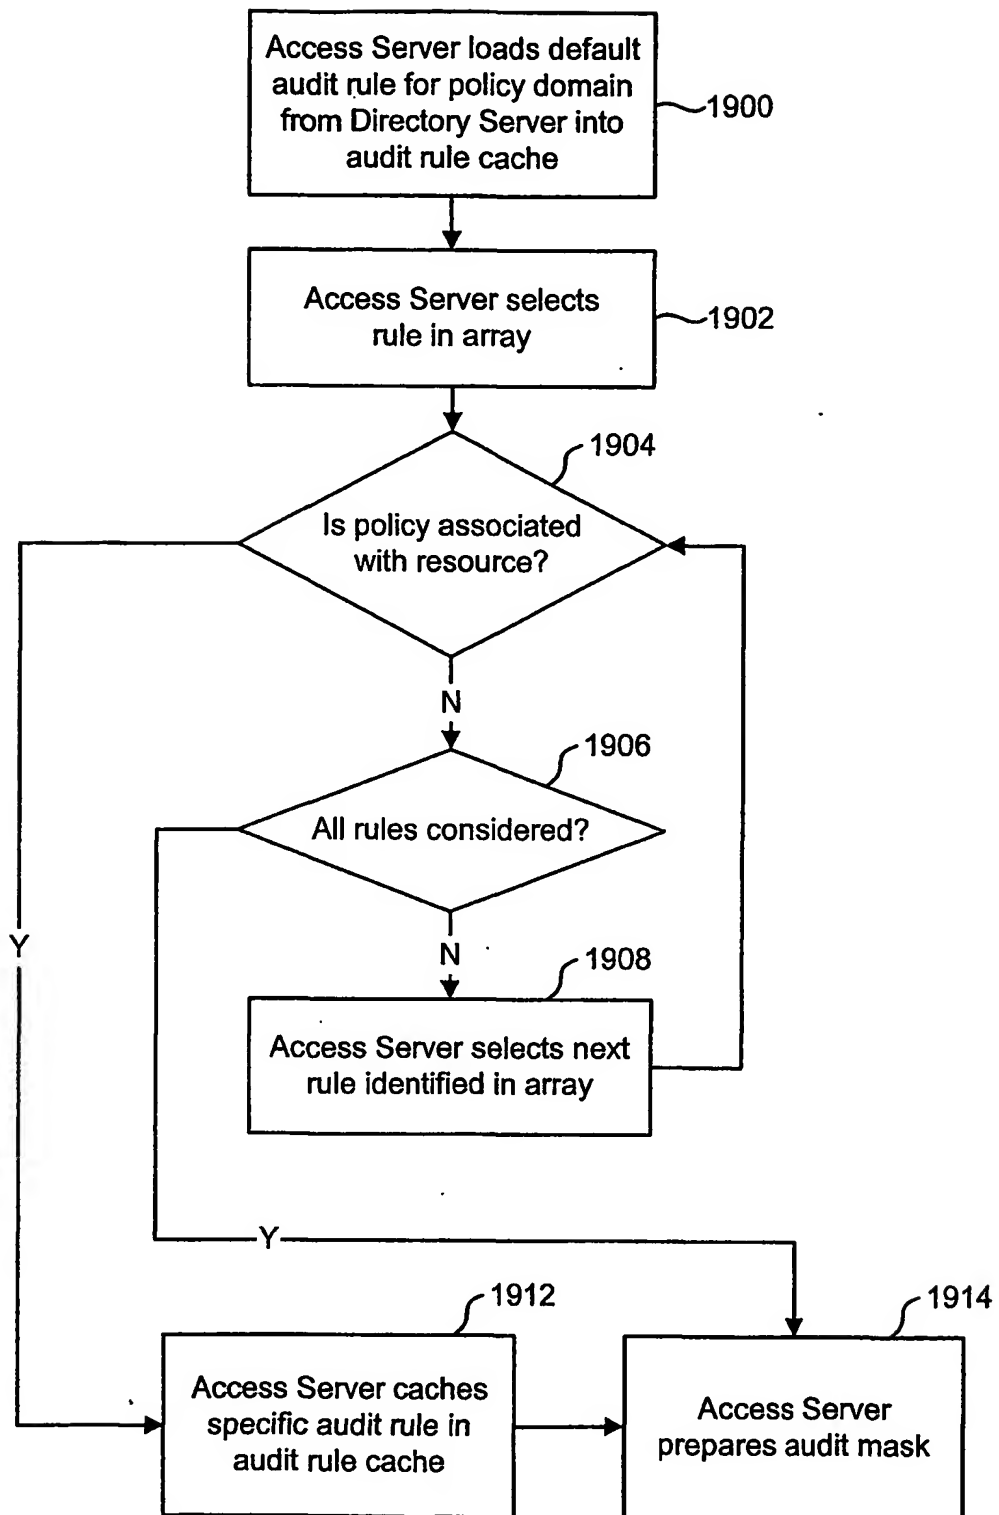 Access Server loads default
audit rule for policy domain
from Directory Server into
audit rule cache
1900
Access Server selects
rule in array
1902
1904
Is policy associated
with resource?
N
1906
All rules considered?
Y
N
1908
Access Server selects next
rule identified in array
Y
1912
1914
Access Server caches
specific audit rule in
audit rule cache
Access Server
prepares audit mask